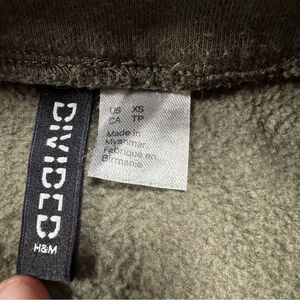 DIVIDED
H&M
US XS
CA TP
Made in
Myanmar
Fabriqué en
Birmanie